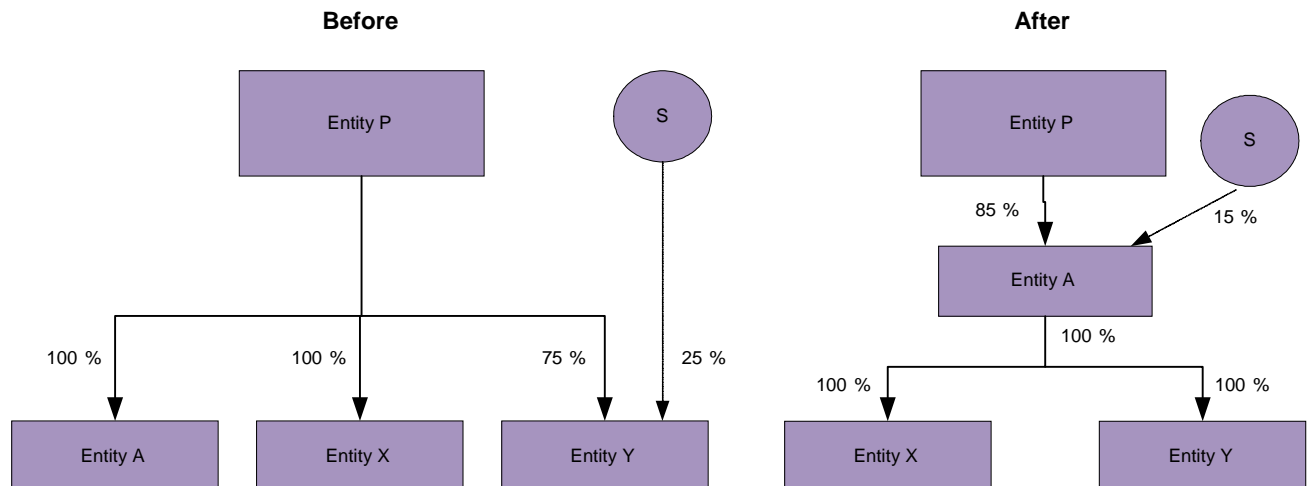 Before
Entity P
S
100 %
100 %
75 %
25 %
Entity A
Entity X
Entity Y
After
Entity P
S
85 %
15 %
Entity A
100 %
100 %
100 %
Entity X
Entity Y